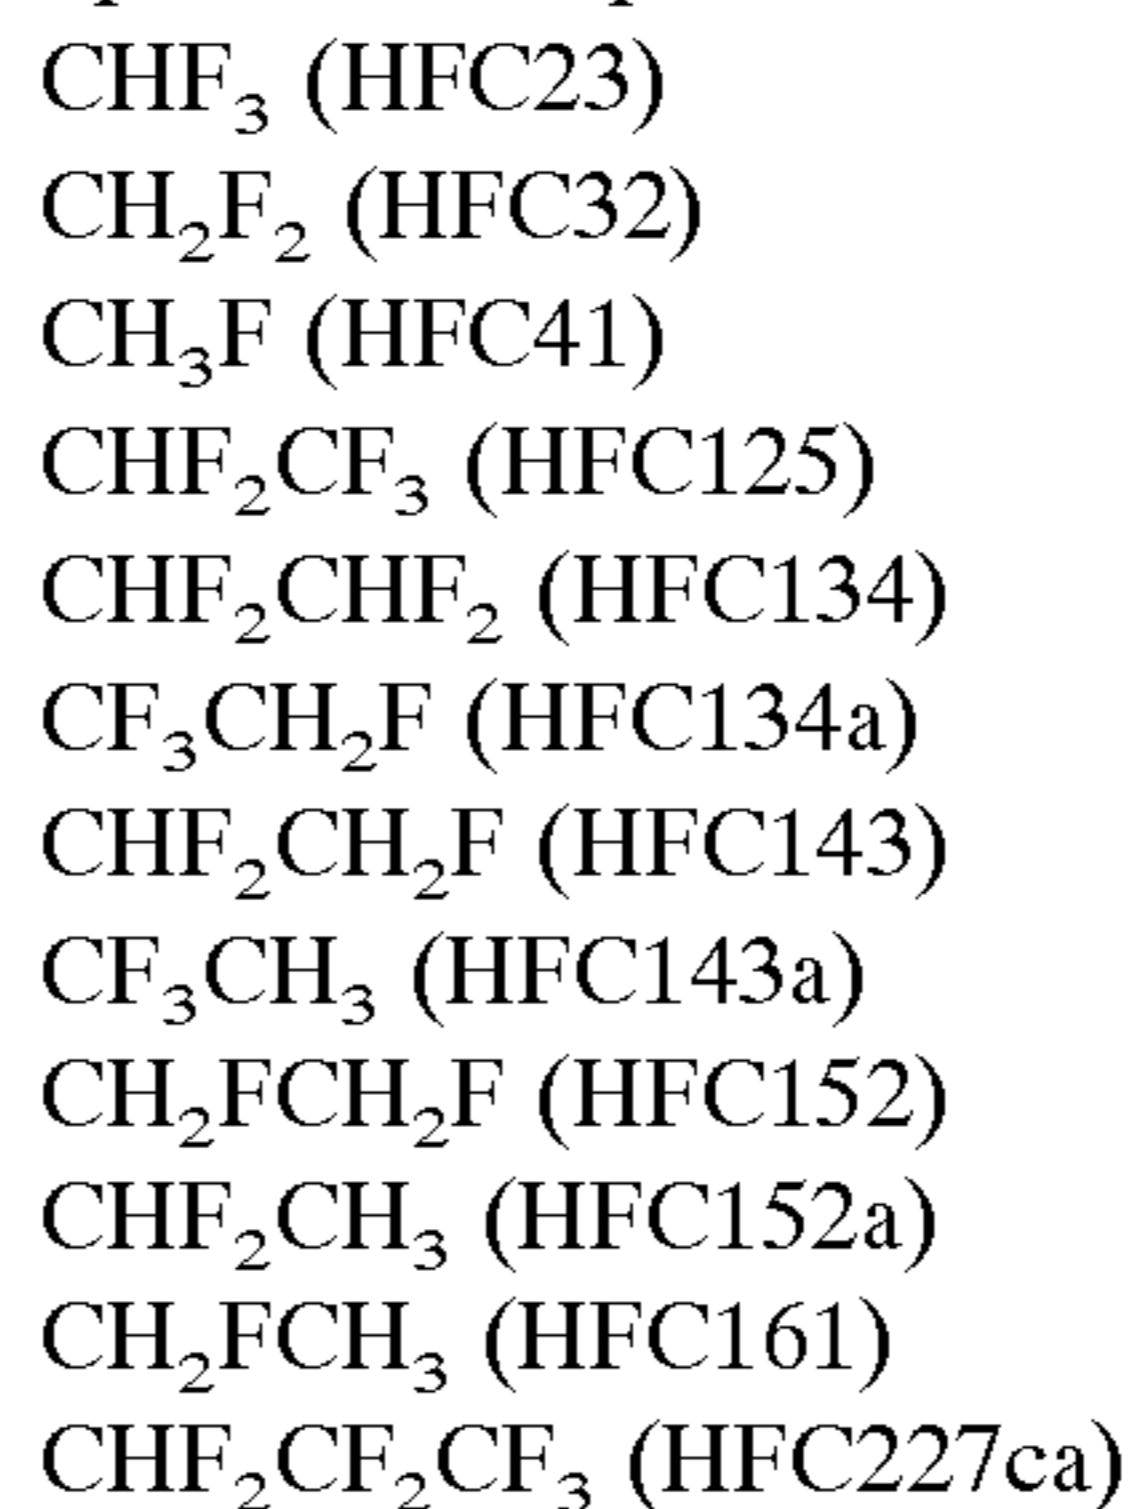 CHF₃ (HFC23)
CH₂F₂ (HFC32)
CH₃F (HFC41)
CHF₂CF₃ (HFC125)
CHF₂CHF₂ (HFC134)
CF₃CH₂F (HFC134a)
CHF₂CH₂F (HFC143)
CF₃CH₃ (HFC143a)
CH₂FCH₂F (HFC152)
CHF₂CH₃ (HFC152a)
CH₂FCH₃ (HFC161)
CHF₂CF₂CF₃ (HFC227ca)